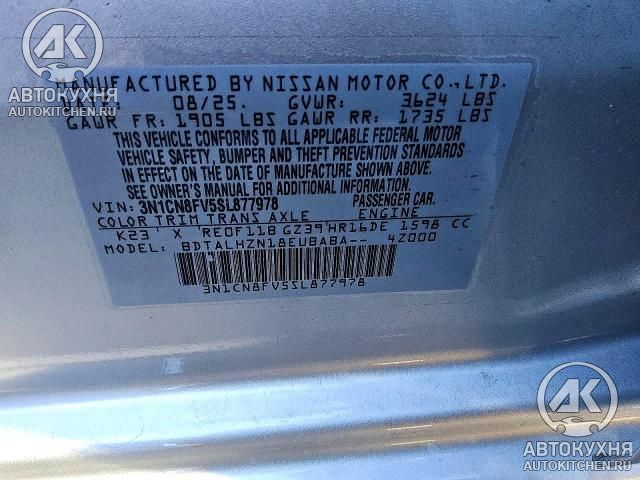 АК
АВТОКУХНЯ
AUTOKITCHEN.RU
MANUFACTURED BY NISSAN MOTOR CO.,LTD.
08/25. GVWR: 3624 LBS
GAWR FR: 1905 LBS GAWR RR: 1735 LBS
THIS VEHICLE CONFORMS TO ALL APPLICABLE FEDERAL MOTOR
VEHICLE SAFETY, BUMPER AND THEFT PREVENTION STANDARDS
IN EFFECT ON THE DATE OF MANUFACTURE SHOWN ABOVE.
SEE OWNER'S MANUAL FOR ADDITIONAL INFORMATION
VIN: 3N1CN8FV5SL877978 PASSENGER CAR.
COLOR TRIM TRANS AXLE ENGINE
K23 X RE0F11B GZ39 HR16DE 1598 CC
BDTALHZN18EUBABA-- 4Z000
3N1CN8FV5SL877978
АК
АВТОКУХНЯ
AUTOKITCHEN.RU